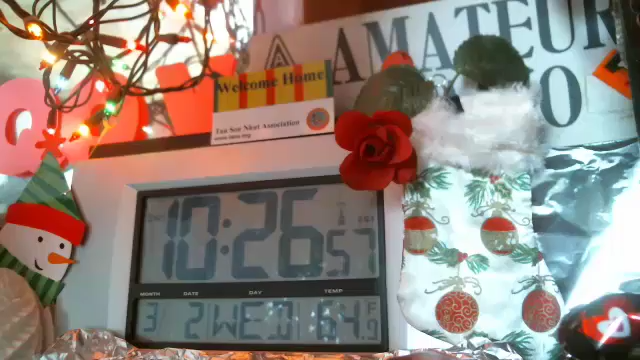 AMATEUR
Welcome Home
Tan Son Nhut Association
10:26 57
MONTH DATE DAY TEMP
3 2 WED 64.9 F